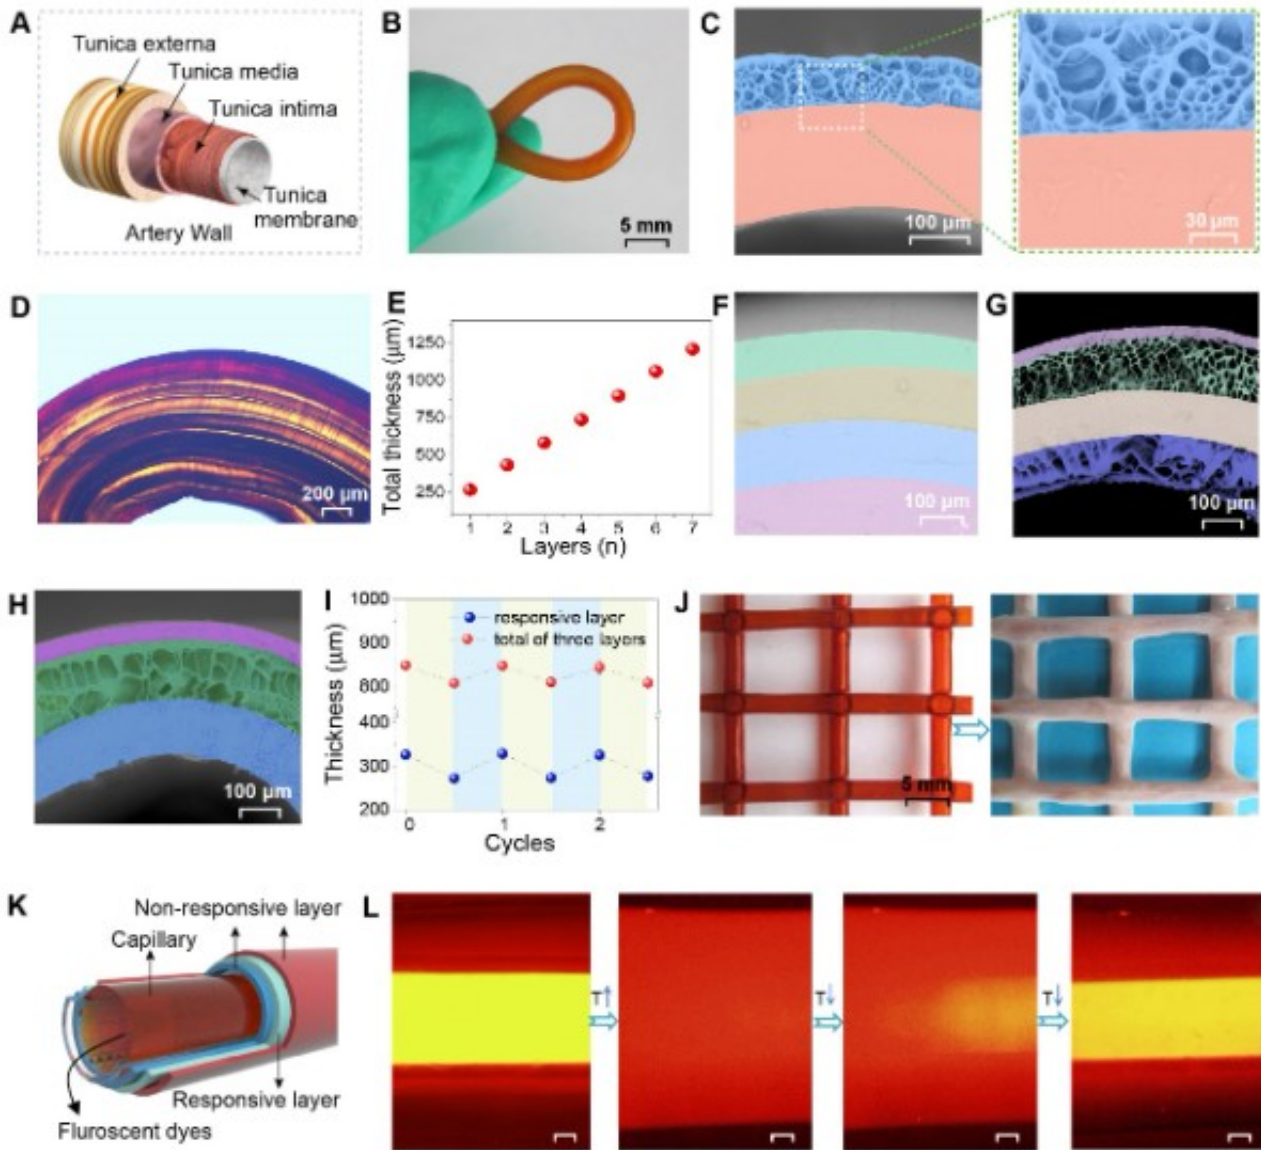 A
Tunica externa
Tunica media
Tunica intima
Tunica
membrane
Artery Wall
B
5 mm
C
100 µm
30 µm
D
200 µm
E
Total thickness (µm)
1250
1000
750
500
250
1 2 3 4 5 6 7
Layers (n)
F
100 µm
G
100 µm
H
100 µm
I
Thickness (µm)
1000
900
800
400
300
200
responsive layer
total of three layers
0 1 2
Cycles
J
5 mm
K
Non-responsive layer
Capillary
Responsive layer
Fluroscent dyes
L
T↑
T↓
T↓